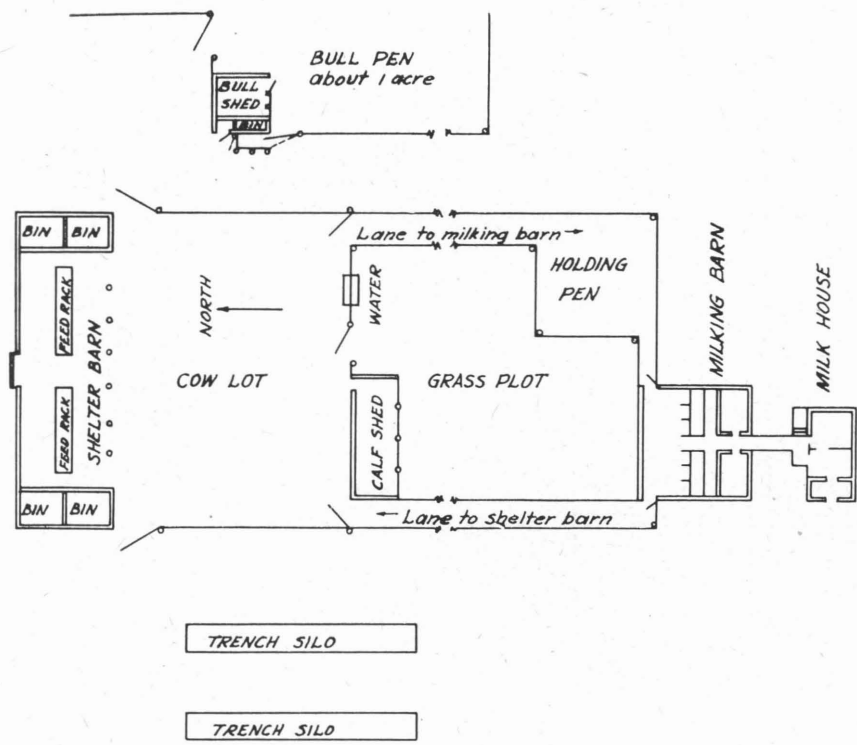 BULL PEN
about 1 acre
BULL
SHED
BIN
BIN BIN
Lane to milking barn →
HOLDING
PEN
NORTH
WATER
FEED RACK
SHELTER BARN
COW LOT
GRASS PLOT
MILKING BARN
MILK HOUSE
FEED RACK
CALF SHED
BIN BIN
← Lane to shelter barn
TRENCH SILO
TRENCH SILO